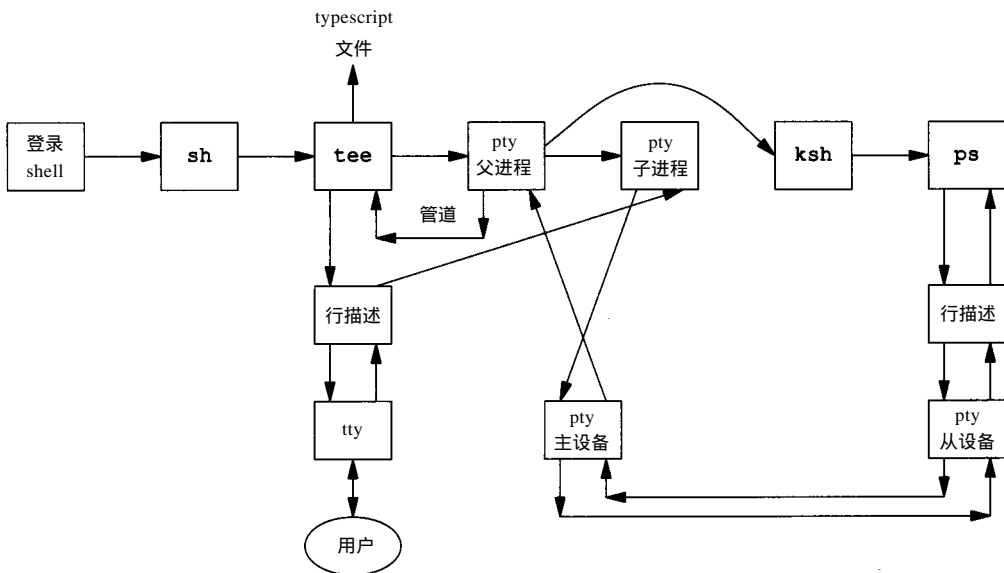 typescript
文件
登录
shell
sh
tee
pty
父进程
pty
子进程
ksh
ps
管道
行描述
行描述
tty
pty
主设备
pty
从设备
用户